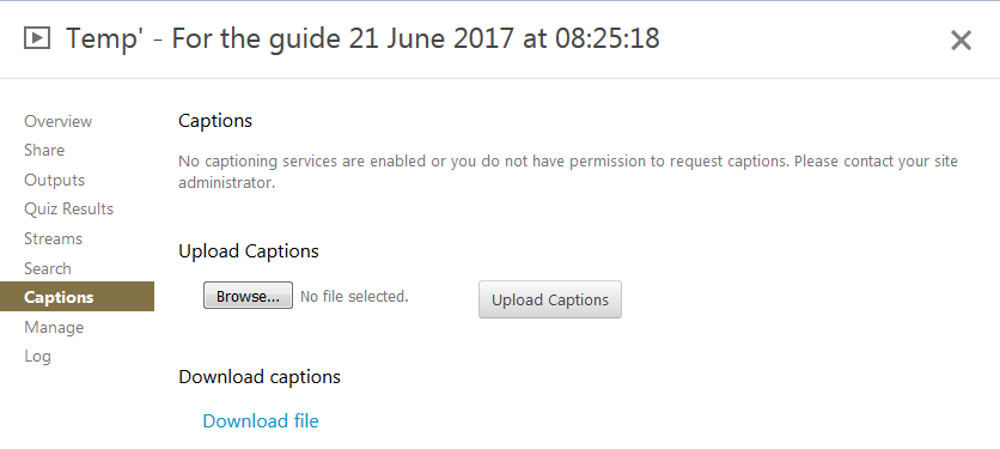 Temp' - For the guide 21 June 2017 at 08:25:18
Overview
Share
Outputs
Quiz Results
Streams
Search
Captions
Manage
Log
Captions
No captioning services are enabled or you do not have permission to request captions. Please contact your site
administrator.
Upload Captions
Browse... No file selected. Upload Captions
Download captions
Download file